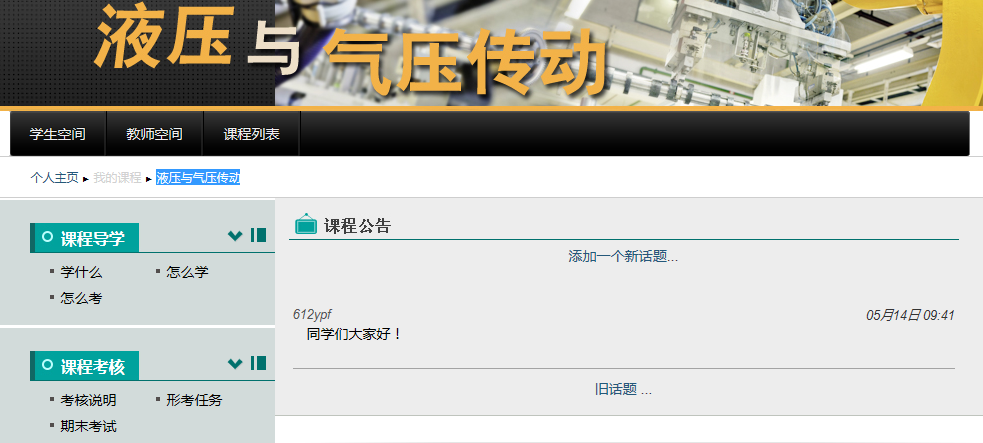 液压与气压传动
学生空间 教师空间 课程列表
个人主页 ► 我的课程 ► 液压与气压传动
课程导学
学什么 怎么学
怎么考
课程考核
考核说明 形考任务
期末考试
课程公告
添加一个新话题...
612ypf 05月14日 09:41
同学们大家好！
旧话题 ...